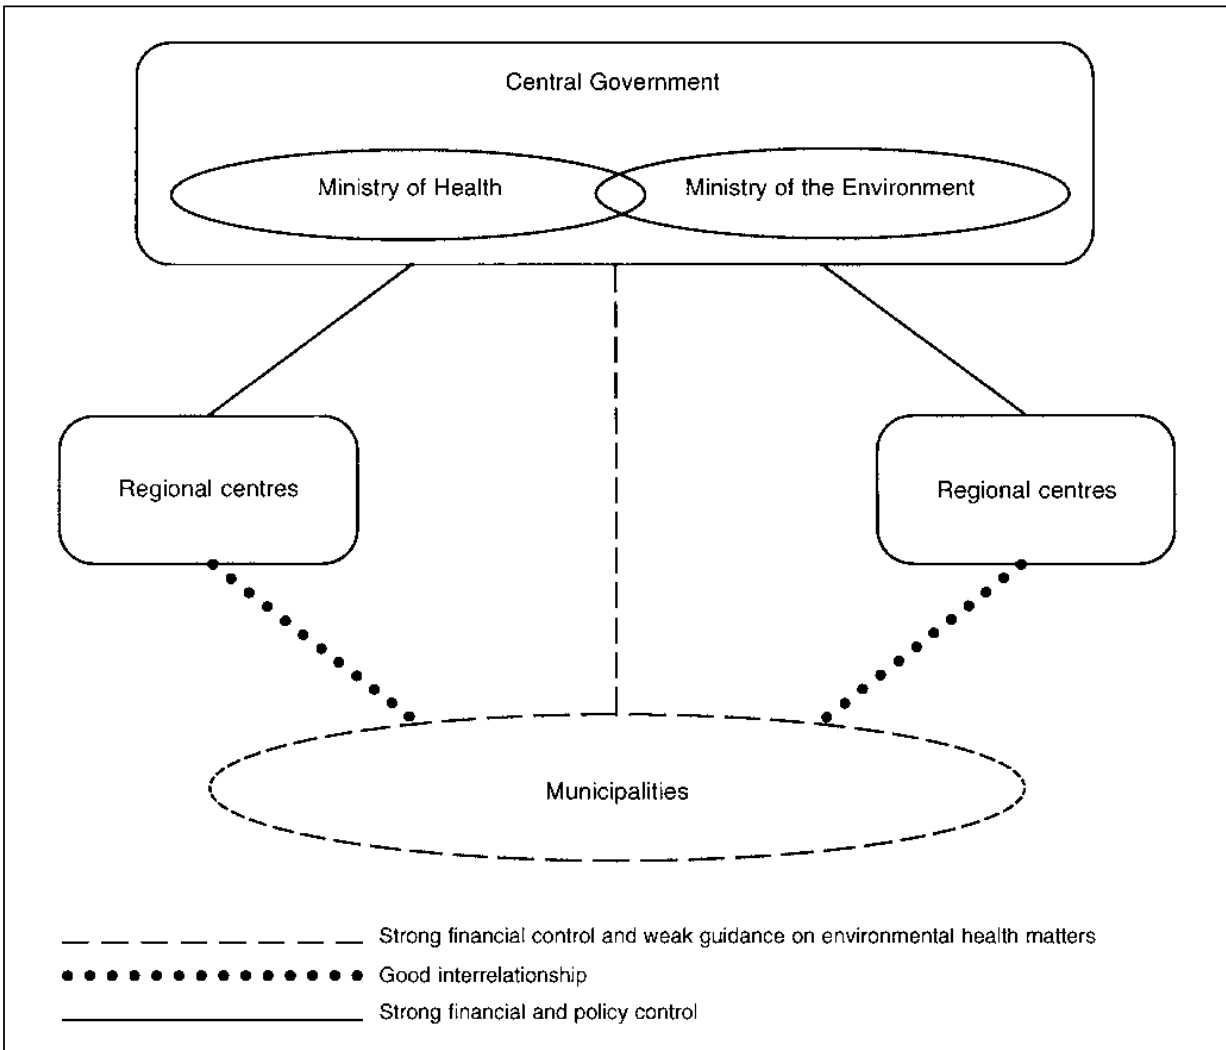 Central Government
Ministry of Health
Ministry of the Environment
Regional centres
Regional centres
Municipalities
Strong financial control and weak guidance on environmental health matters
Good interrelationship
Strong financial and policy control